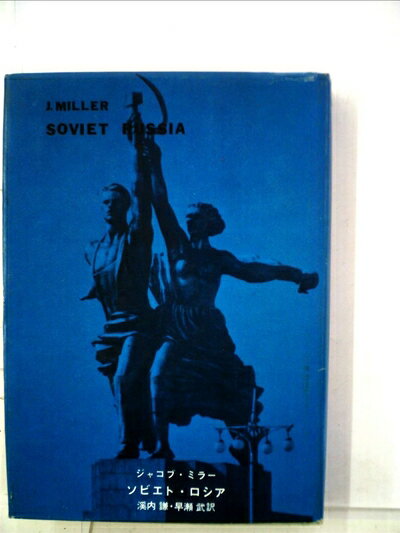 J. MILLER
SOVIET RUSSIA
ジャコブ・ミラー
ソビエト・ロシア
溪内 謙・早瀬 武訳